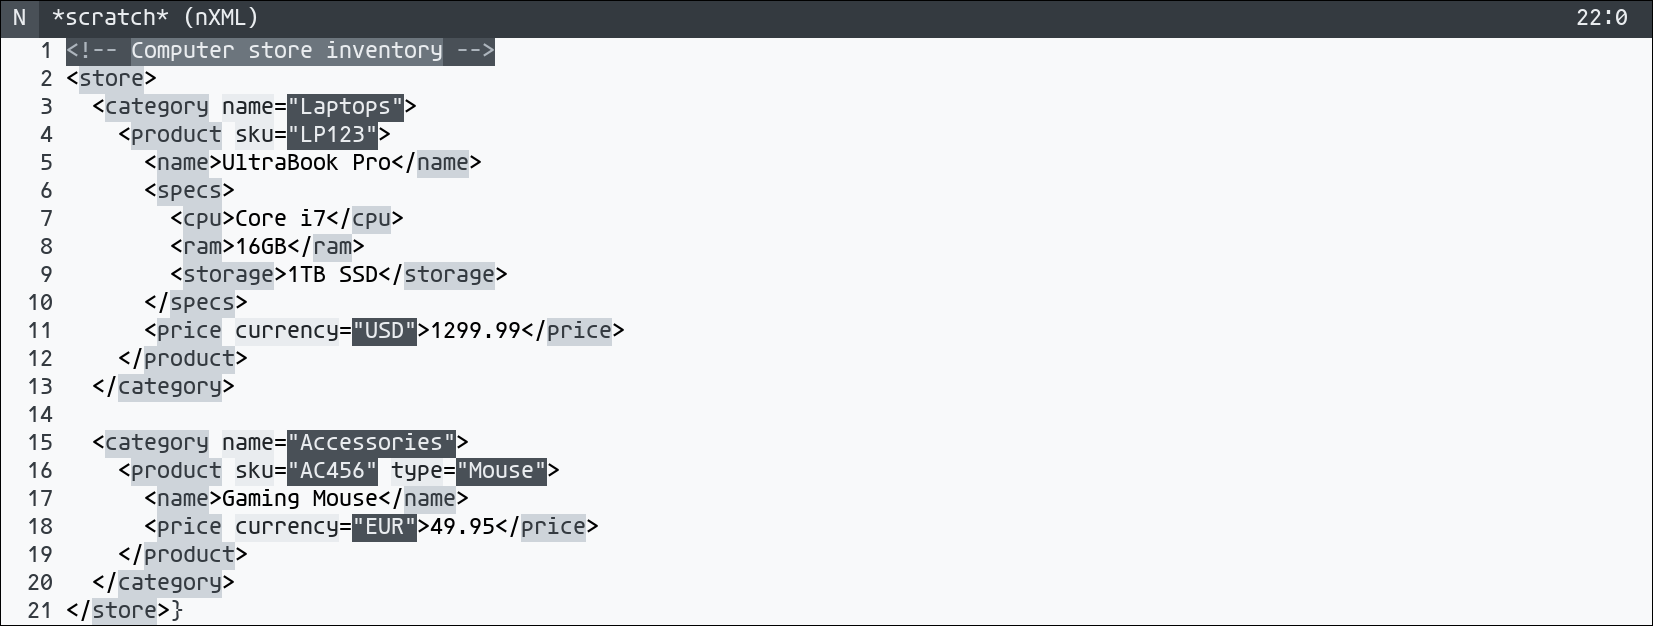 N *scratch* (nXML) 22:0
1 <!-- Computer store inventory -->
2 <store>
3   <category name="Laptops">
4     <product sku="LP123">
5       <name>UltraBook Pro</name>
6       <specs>
7         <cpu>Core i7</cpu>
8         <ram>16GB</ram>
9         <storage>1TB SSD</storage>
10       </specs>
11       <price currency="USD">1299.99</price>
12     </product>
13   </category>
14
15   <category name="Accessories">
16     <product sku="AC456" type="Mouse">
17       <name>Gaming Mouse</name>
18       <price currency="EUR">49.95</price>
19     </product>
20   </category>
21 </store>}